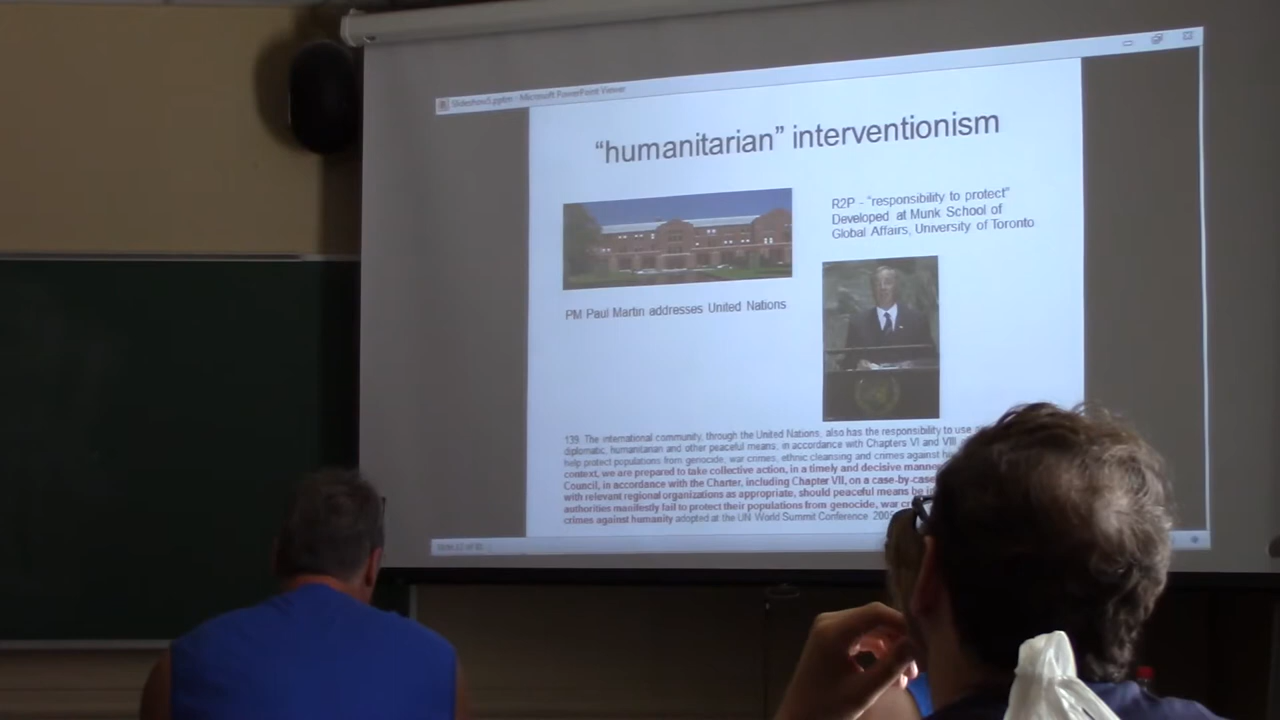 Slideshow5.pptm - Microsoft PowerPoint Viewer
“humanitarian” interventionism
R2P - “responsibility to protect”
Developed at Munk School of
Global Affairs, University of Toronto
PM Paul Martin addresses United Nations
139. The international community, through the United Nations, also has the responsibility to use
diplomatic, humanitarian and other peaceful means, in accordance with Chapters VI and VIII
help protect populations from genocide, war crimes, ethnic cleansing and crimes against
context, we are prepared to take collective action, in a timely and decisive
Council, in accordance with the Charter, including Chapter VII, on a case-by-case
with relevant regional organizations as appropriate, should peaceful means be
authorities manifestly fail to protect their populations from genocide, war
crimes against humanity adopted at the UN World Summit Conference 2005